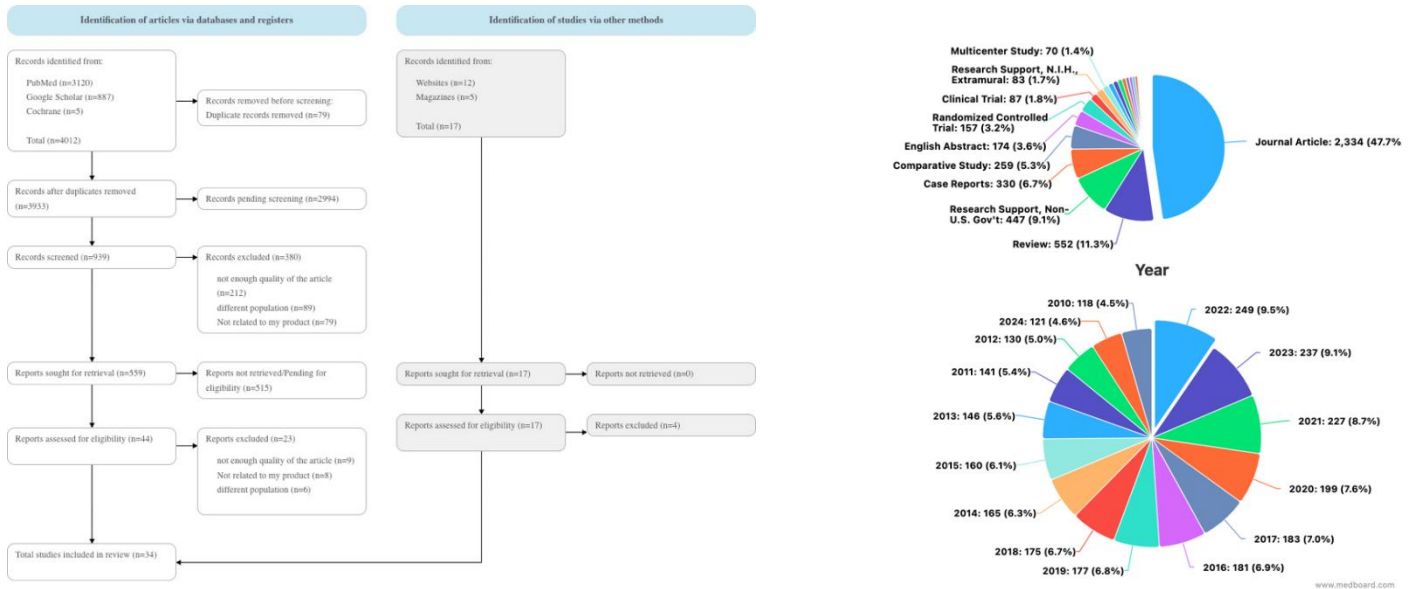 Identification of articles via databases and registers
Records identified from:
PubMed (n=3120)
Google Scholar (n=887)
Cochrane (n=5)
Total (n=4012)
Records removed before screening:
Duplicate records removed (n=79)
Records after duplicates removed
(n=3933)
Records pending screening (n=2994)
Records screened (n=939)
Records excluded (n=380)
not enough quality of the article
(n=212)
different population (n=89)
Not related to my product (n=79)
Reports sought for retrieval (n=559)
Reports not retrieved/Pending for
eligibility (n=515)
Reports assessed for eligibility (n=44)
Reports excluded (n=23)
not enough quality of the article (n=9)
Not related to my product (n=8)
different population (n=6)
Total studies included in review (n=34)
Identification of studies via other methods
Records identified from:
Websites (n=12)
Magazines (n=5)
Total (n=17)
Reports sought for retrieval (n=17)
Reports not retrieved (n=0)
Reports assessed for eligibility (n=17)
Reports excluded (n=4)
Multicenter Study: 70 (1.4%)
Research Support, N.I.H.,
Extramural: 83 (1.7%)
Clinical Trial: 87 (1.8%)
Randomized Controlled
Trial: 157 (3.2%)
English Abstract: 174 (3.6%)
Comparative Study: 259 (5.3%)
Case Reports: 330 (6.7%)
Research Support, Non-
U.S. Gov't: 447 (9.1%)
Review: 552 (11.3%)
Journal Article: 2,334 (47.7%
Year
2010: 118 (4.5%)
2024: 121 (4.6%)
2012: 130 (5.0%)
2011: 141 (5.4%)
2013: 146 (5.6%)
2015: 160 (6.1%)
2014: 165 (6.3%)
2018: 175 (6.7%)
2019: 177 (6.8%)
2022: 249 (9.5%)
2023: 237 (9.1%)
2021: 227 (8.7%)
2020: 199 (7.6%)
2017: 183 (7.0%)
2016: 181 (6.9%)
www.medboard.com